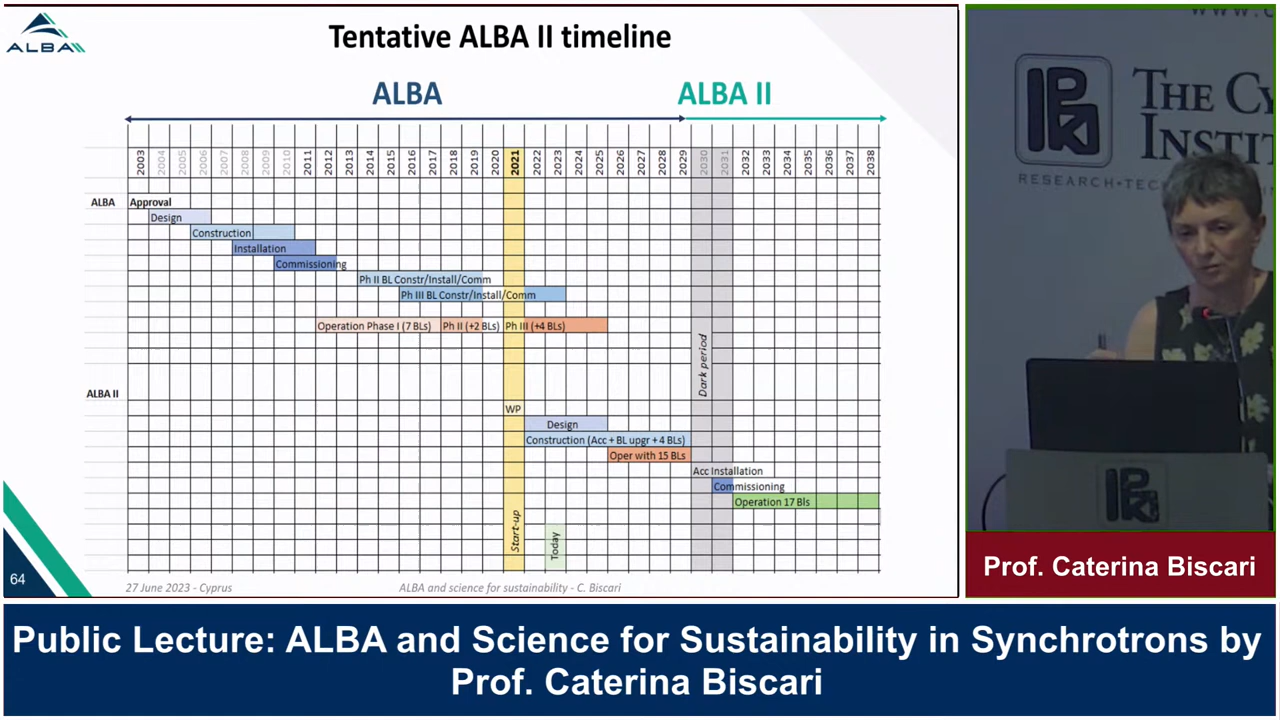 ALBA
Tentative ALBA II timeline
ALBA
ALBA II
2003 2004 2005 2006 2007 2008 2009 2010 2011 2012 2013 2014 2015 2016 2017 2018 2019 2020 2021 2022 2023 2024 2025 2026 2027 2028 2029 2030 2031 2032 2033 2034 2035 2036 2037 2038
ALBA Approval
Design
Construction
Installation
Commissioning
Ph II BL Constr/Install/Comm
Ph III BL Constr/Install/Comm
Operation Phase I (7 BLs) Ph II (+2 BLs) Ph III (+4 BLs)
Dark period
ALBA II
WP
Design
Construction (Acc + BL upgr + 4 BLs)
Oper with 15 BLs
Acc Installation
Commissioning
Operation 17 Bls
Start-up
Today
64
27 June 2023 - Cyprus
ALBA and science for sustainability - C. Biscari
THE CY
INSTIT
RESEARCH•TEC
Prof. Caterina Biscari
Public Lecture: ALBA and Science for Sustainability in Synchrotrons by
Prof. Caterina Biscari